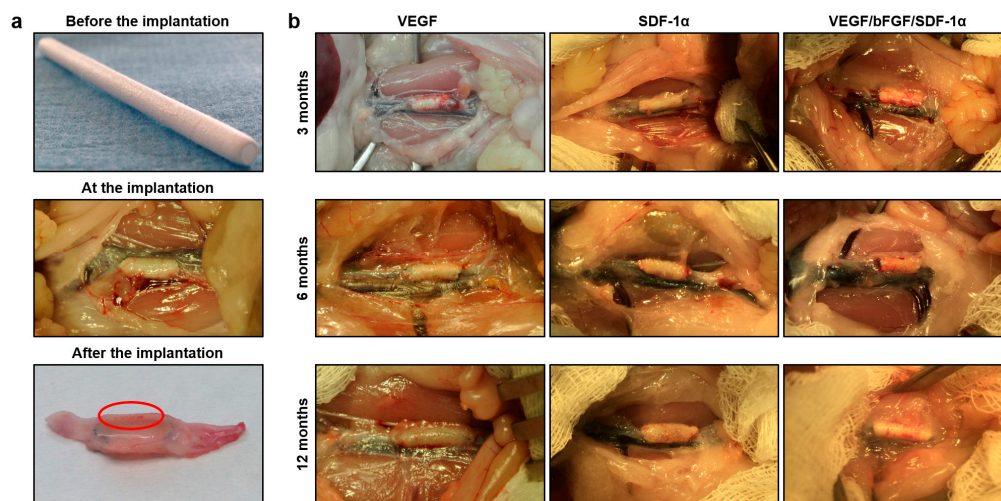 a
Before the implantation
At the implantation
After the implantation
b
VEGF
SDF-1α
VEGF/bFGF/SDF-1α
3 months
6 months
12 months